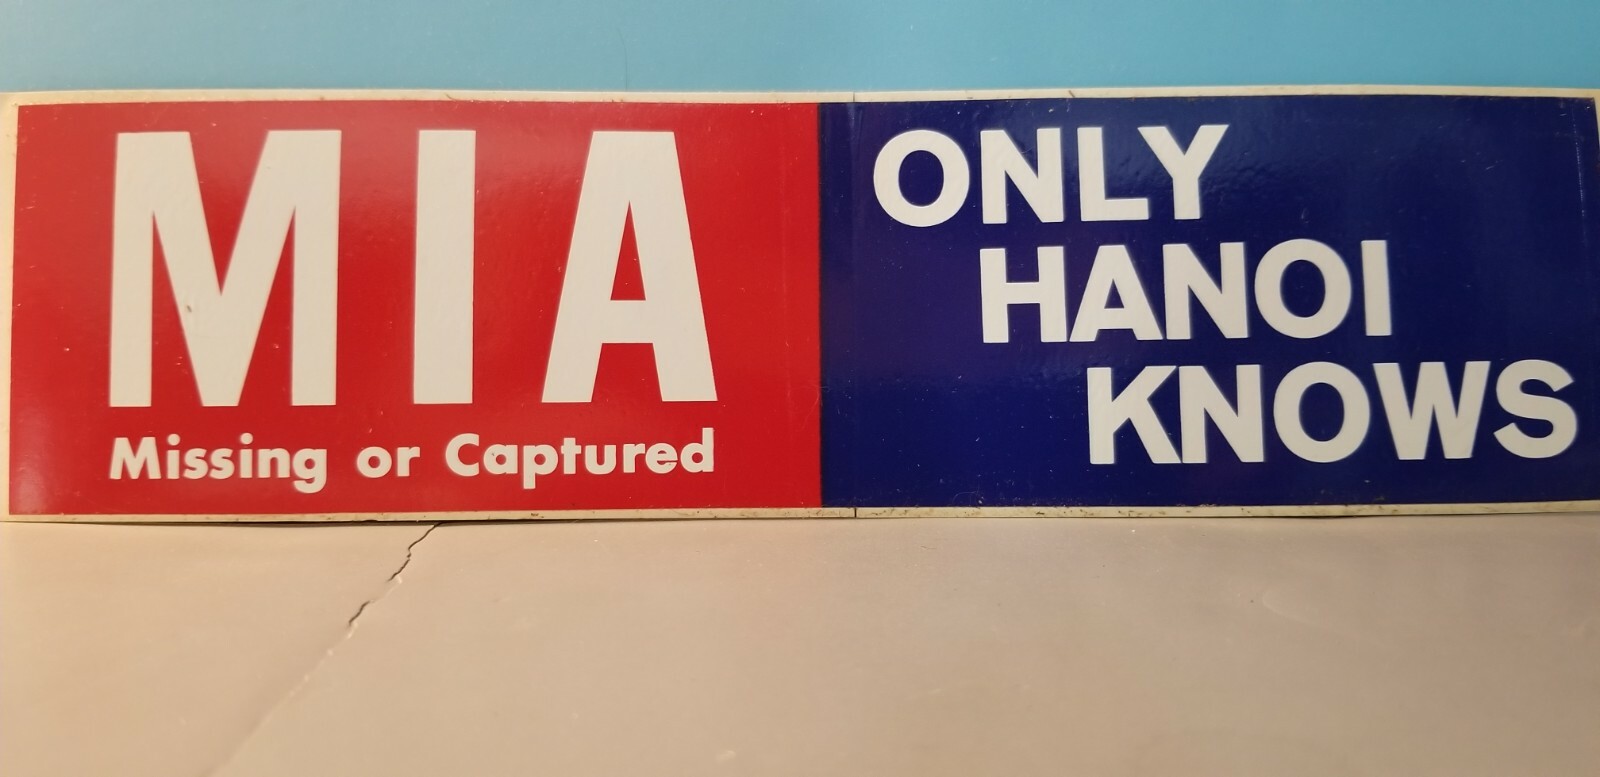 MIA
Missing or Captured
ONLY
HANOI
KNOWS